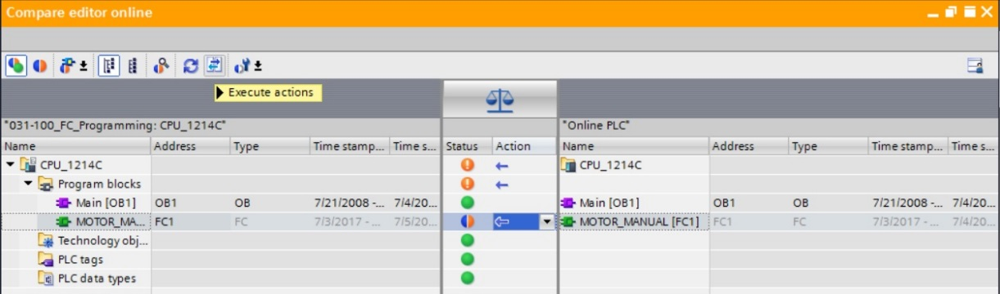 Compare editor online
Execute actions
"031-100_FC_Programming: CPU_1214C" "Online PLC"
Name Address Type Time stamp... Time s... Status Action Name Address Type Time stamp... Time s...
CPU_1214C CPU_1214C
Program blocks
Main [OB1] OB1 OB 7/21/2008 -... 7/4/20... Main [OB1] OB1 OB 7/21/2008 -... 7/4/20...
MOTOR_MA... FC1 FC 7/3/2017 - ... 7/5/20... MOTOR_MANUAL [FC1] FC1 FC 7/3/2017 - ... 7/4/20...
Technology obj...
PLC tags
PLC data types